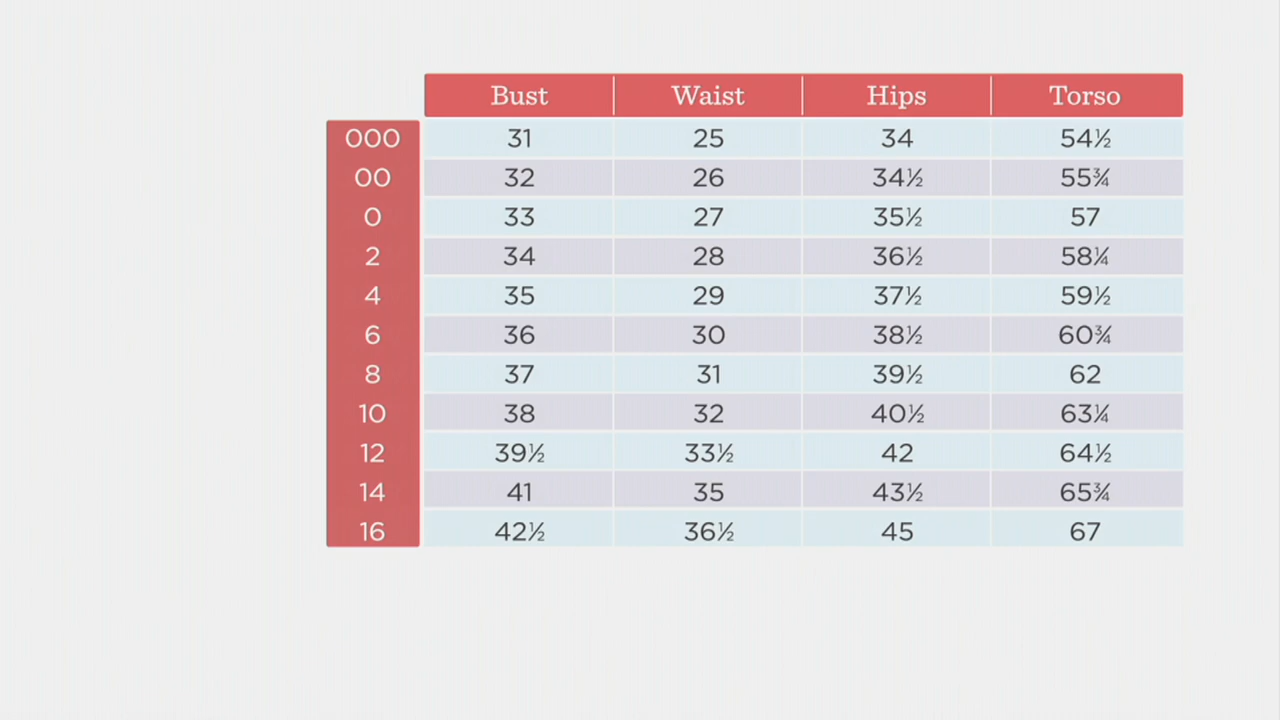 Bust Waist Hips Torso
000 31 25 34 54½
00 32 26 34½ 55¾
0 33 27 35½ 57
2 34 28 36½ 58¼
4 35 29 37½ 59½
6 36 30 38½ 60¾
8 37 31 39½ 62
10 38 32 40½ 63¼
12 39½ 33½ 42 64½
14 41 35 43½ 65¾
16 42½ 36½ 45 67